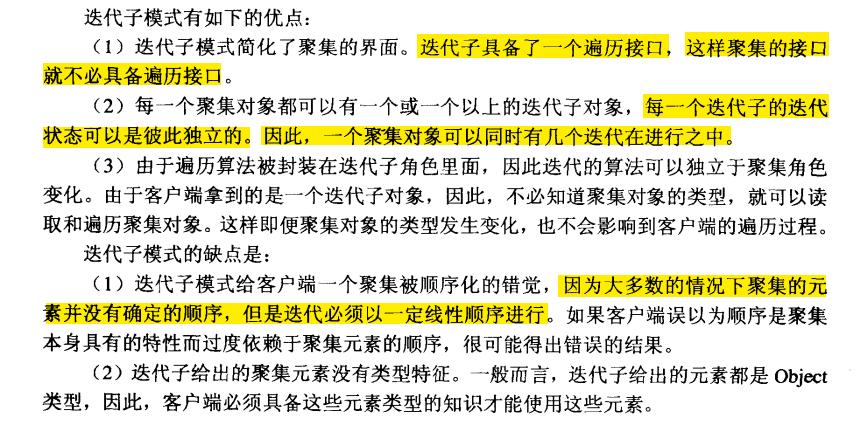 迭代子模式有如下的优点：
（1）迭代子模式简化了聚集的界面。迭代子具备了一个遍历接口，这样聚集的接口
就不必具备遍历接口。
（2）每一个聚集对象都可以有一个或一个以上的迭代子对象，每一个迭代子的迭代
状态可以是彼此独立的。因此，一个聚集对象可以同时有几个迭代在进行之中。
（3）由于遍历算法被封装在迭代子角色里面，因此迭代的算法可以独立于聚集角色
变化。由于客户端拿到的是一个迭代子对象，因此，不必知道聚集对象的类型，就可以读
取和遍历聚集对象。这样即便聚集对象的类型发生变化，也不会影响到客户端的遍历过程。
迭代子模式的缺点是：
（1）迭代子模式给客户端一个聚集被顺序化的错觉，因为大多数的情况下聚集的元
素并没有确定的顺序，但是迭代必须以一定线性顺序进行。如果客户端误以为顺序是聚集
本身具有的特性而过度依赖于聚集元素的顺序，很可能得出错误的结果。
（2）迭代子给出的聚集元素没有类型特征。一般而言，迭代子给出的元素都是 Object
类型，因此，客户端必须具备这些元素类型的知识才能使用这些元素。